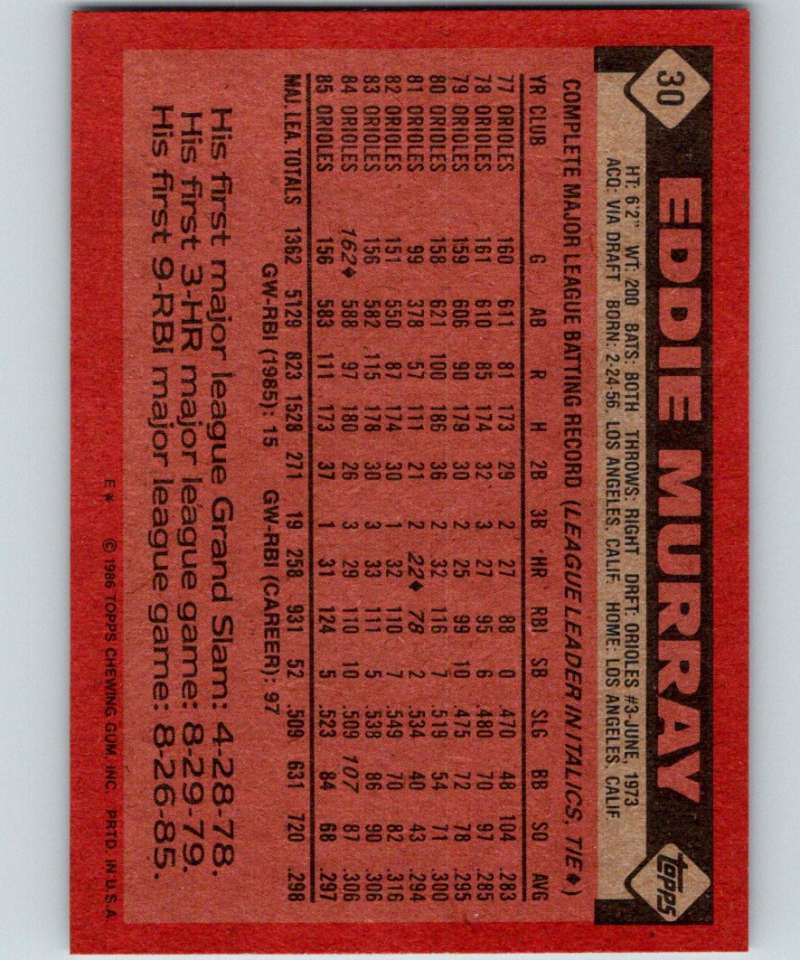 30 EDDIE MURRAY topps
HT: 6'2" WT: 200 BATS: BOTH THROWS: RIGHT DRFT: ORIOLES #3-JUNE, 1973
ACQ: VIA DRAFT BORN: 2-24-56 LOS ANGELES, CALIF. HOME: LOS ANGELES, CALIF
COMPLETE MAJOR LEAGUE BATTING RECORD (LEAGUE LEADER IN ITALICS, TIE♦)
YR CLUB G AB R H 2B 3B HR RBI SB SLG BB SO AVG
77 ORIOLES 160 611 81 173 29 2 27 88 0 .470 48 104 .283
78 ORIOLES 161 610 85 174 32 3 27 95 6 .480 70 97 .285
79 ORIOLES 159 606 90 179 30 2 25 99 10 .475 72 78 .295
80 ORIOLES 158 621 100 186 36 2 32 116 7 .519 54 71 .300
81 ORIOLES 99 378 57 111 21 2 22♦ 78 2 .534 40 43 .294
82 ORIOLES 151 550 87 174 30 1 32 110 7 .549 70 82 .316
83 ORIOLES 156 582 115 178 30 3 33 111 5 .538 86 90 .306
84 ORIOLES 162♦ 588 97 180 26 3 29 110 10 .509 107 87 .306
85 ORIOLES 156 583 111 173 37 1 31 124 5 .523 84 68 .297
MAJ. LEA. TOTALS 1362 5129 823 1528 271 19 258 931 52 .509 631 720 .298
GW-RBI (1985): 15 GW-RBI (CAREER): 97
His first major league Grand Slam: 4-28-78.
His first 3-HR major league game: 8-29-79.
His first 9-RBI major league game: 8-26-85.
E* © 1986 TOPPS CHEWING GUM, INC. PRTD. IN U.S.A.